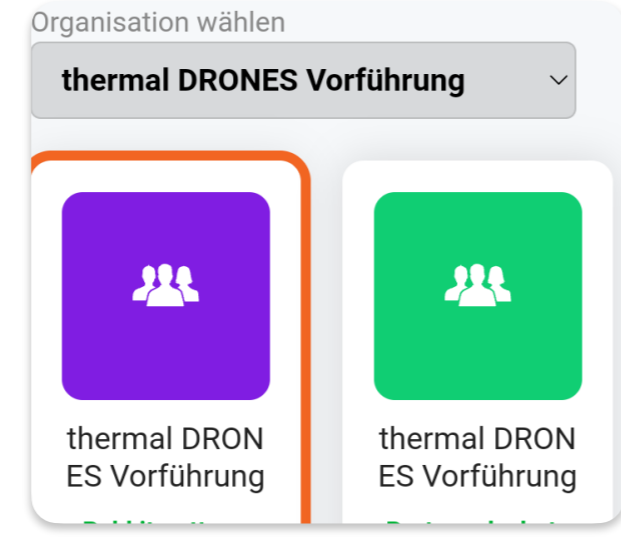 Organisation wählen
thermal DRONES Vorführung
thermal DRON
ES Vorführung
thermal DRON
ES Vorführung